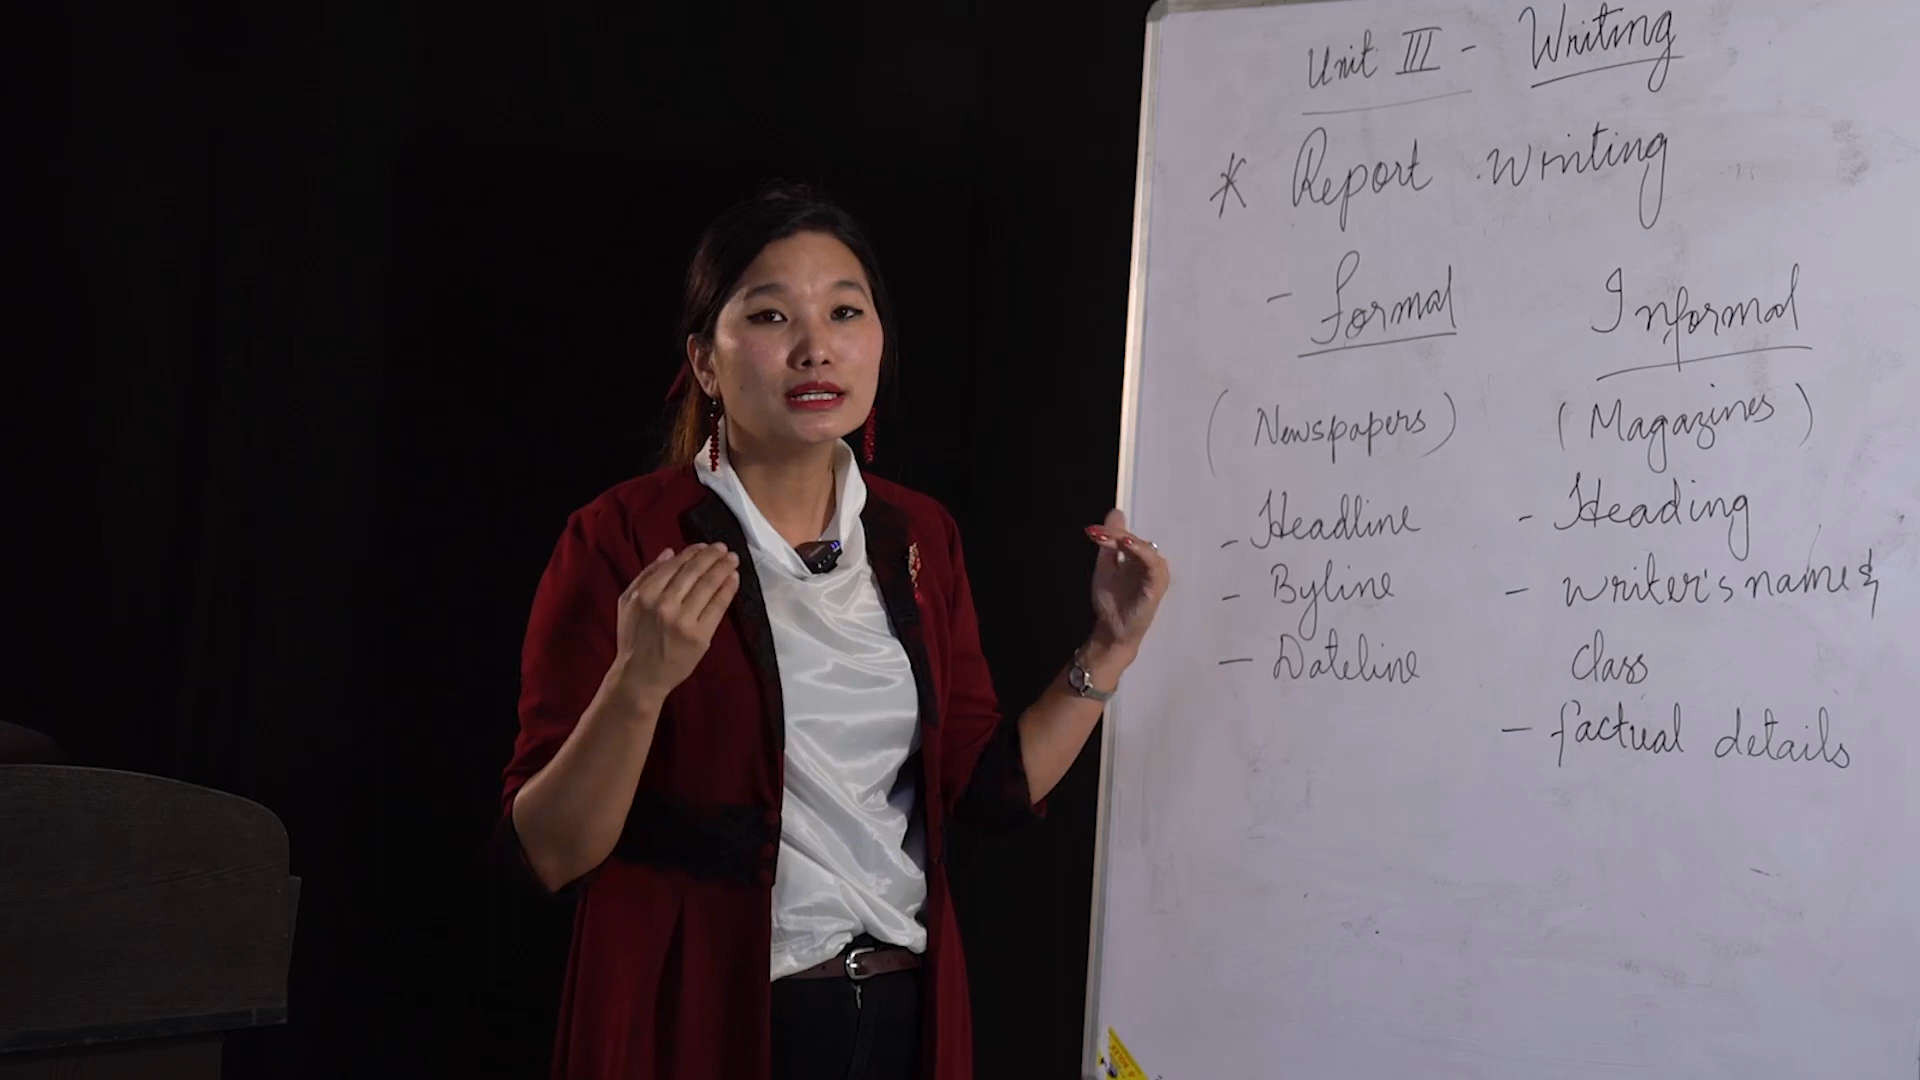 Unit III - Writing
* Report Writing
- Formal Informal
(Newspapers) (Magazines)
- Headline - Heading
- Byline - Writer's name &
- Dateline class
- factual details